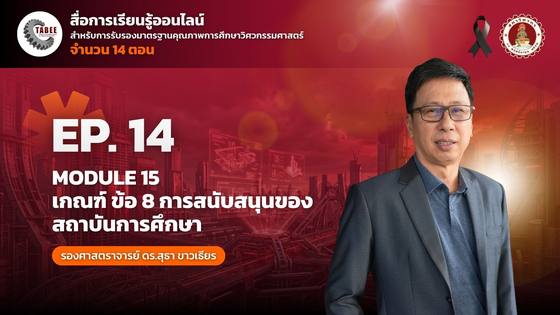 TABEE
สื่อการเรียนรู้ออนไลน์
สำหรับการรับรองมาตรฐานคุณภาพการศึกษาวิศวกรรมศาสตร์
จำนวน 14 ตอน
EP. 14
MODULE 15
เกณฑ์ ข้อ 8 การสนับสนุนของ
สถาบันการศึกษา
รองศาสตราจารย์ ดร.สุธา ขาวเธียร